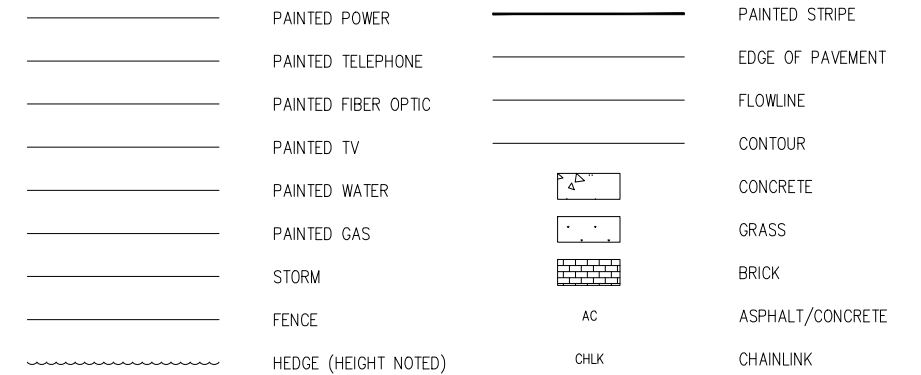 PAINTED POWER
PAINTED TELEPHONE
PAINTED FIBER OPTIC
PAINTED TV
PAINTED WATER
PAINTED GAS
STORM
FENCE
HEDGE (HEIGHT NOTED)
PAINTED STRIPE
EDGE OF PAVEMENT
FLOWLINE
CONTOUR
CONCRETE
GRASS
BRICK
AC ASPHALT/CONCRETE
CHLK CHAINLINK